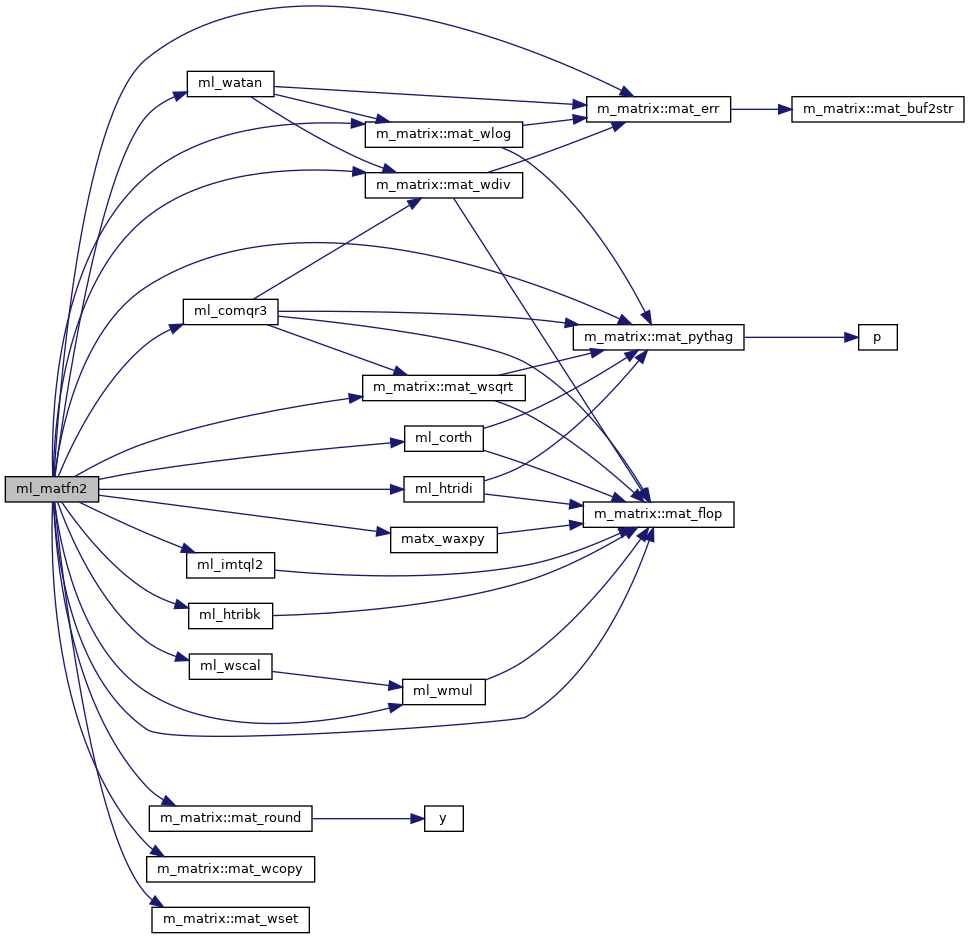 ml_watan
m_matrix::mat_err
m_matrix::mat_buf2str
m_matrix::mat_wlog
m_matrix::mat_wdiv
ml_comqr3
m_matrix::mat_pythag
p
m_matrix::mat_wsqrt
ml_corth
ml_matfn2
ml_htridi
m_matrix::mat_flop
matx_waxpy
ml_imtql2
ml_htribk
ml_wscal
ml_wmul
m_matrix::mat_round
y
m_matrix::mat_wcopy
m_matrix::mat_wset